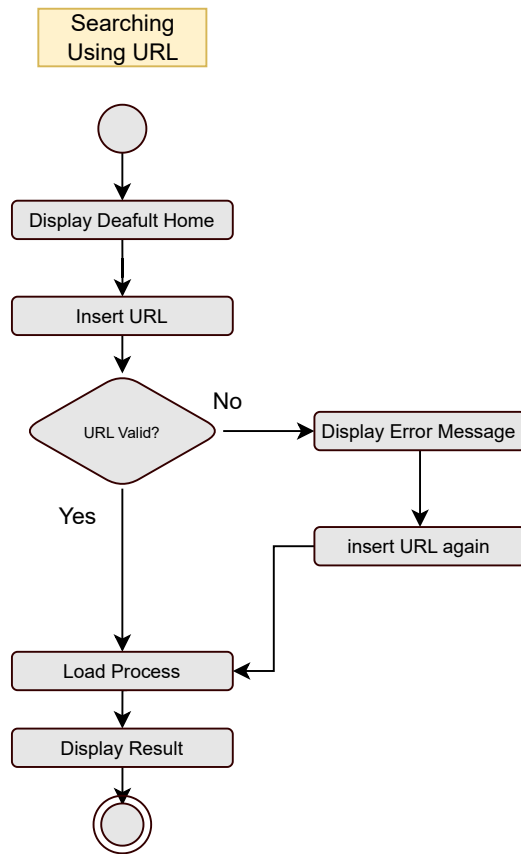 Searching
Using URL
Display Deafult Home
Insert URL
URL Valid?
No
Display Error Message
Yes
insert URL again
Load Process
Display Result